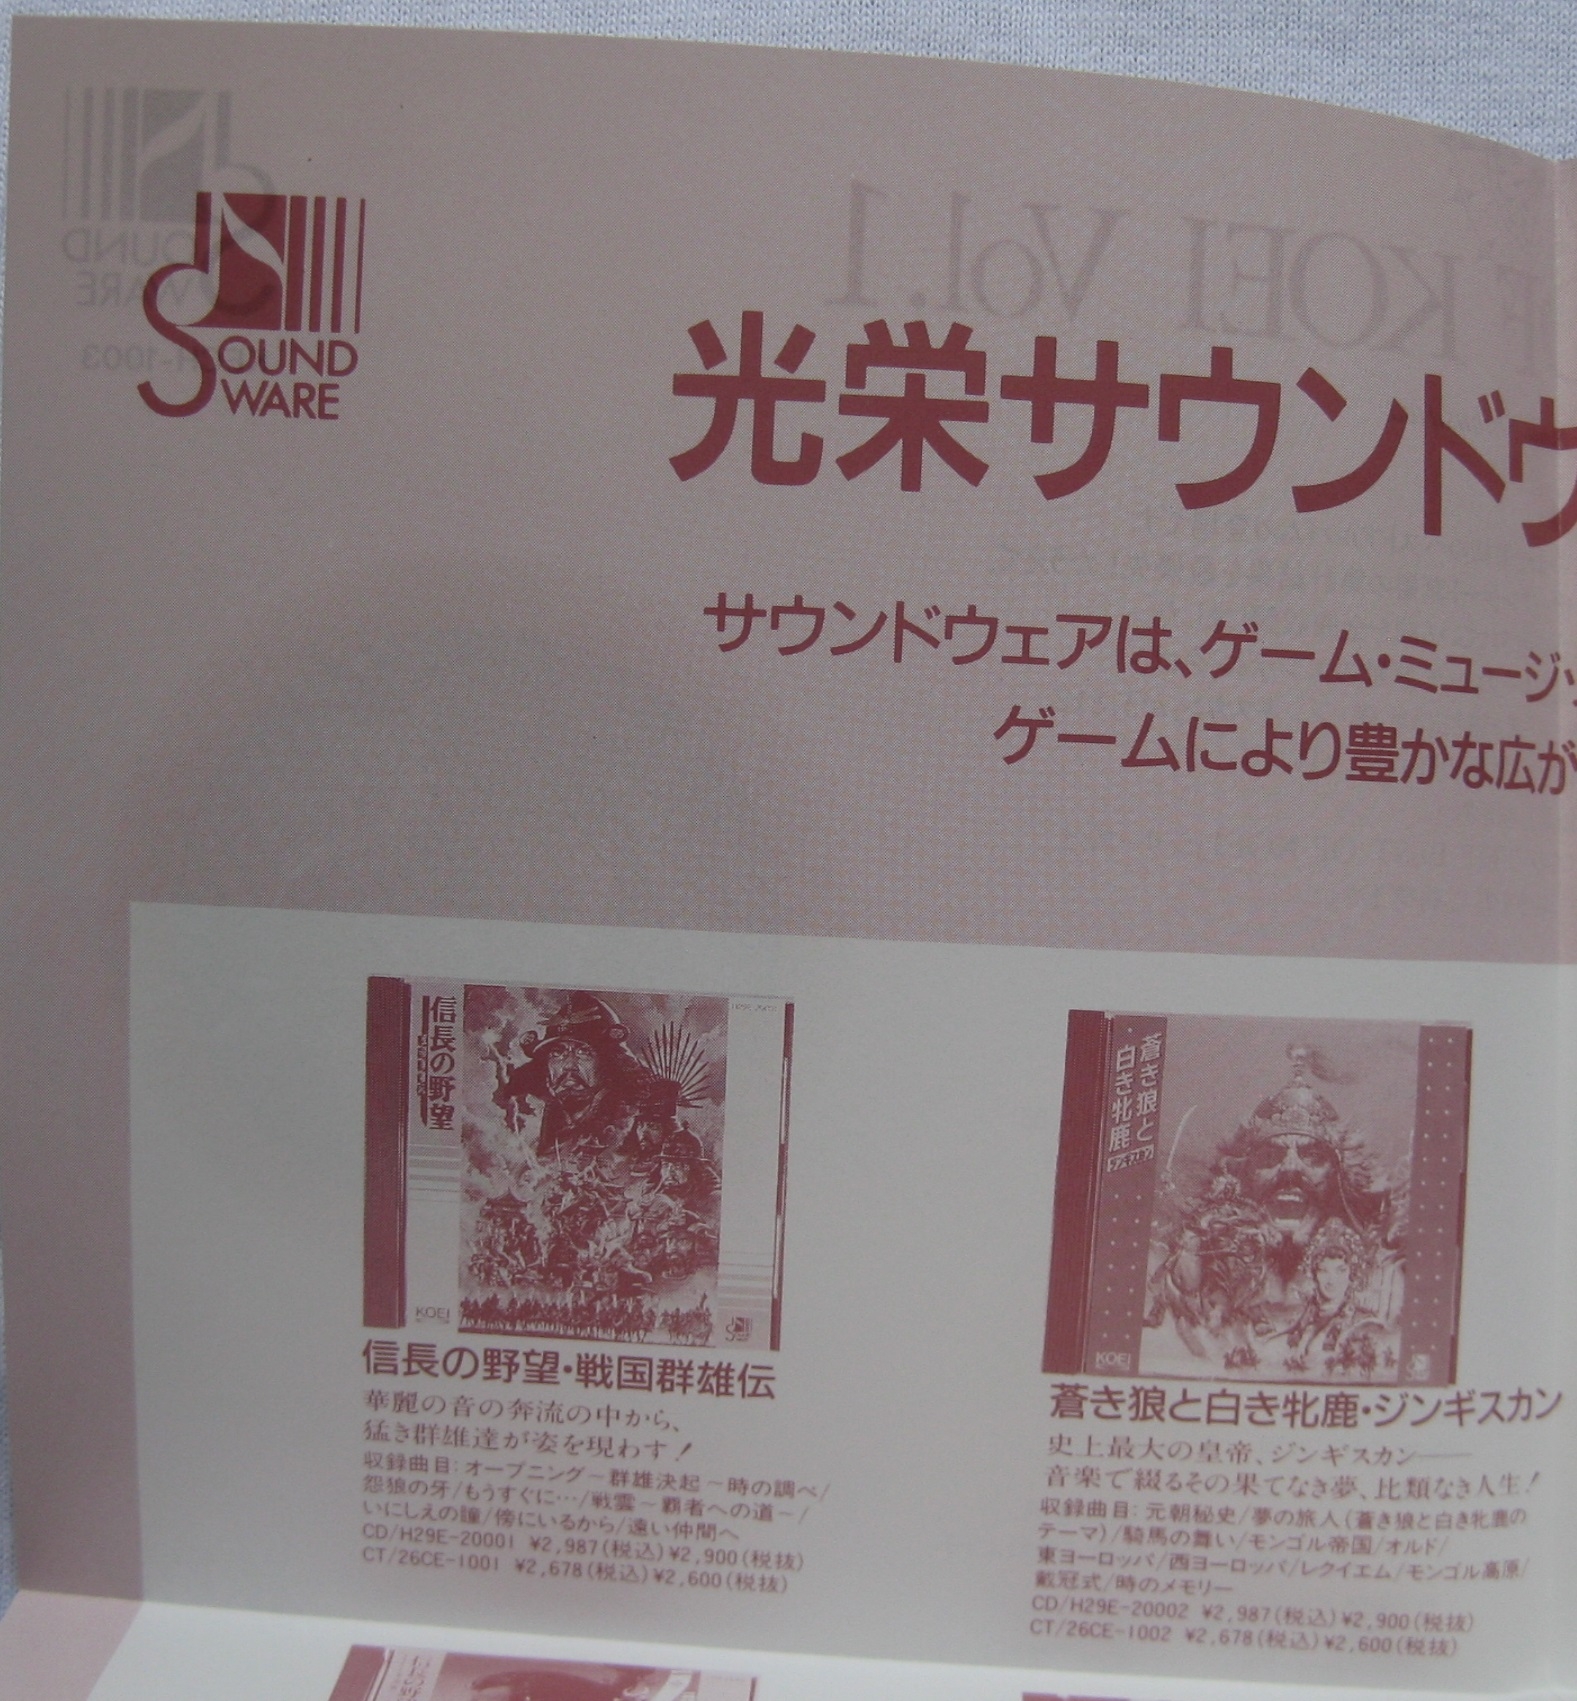 SOUND
WARE
光栄サウンドウ
サウンドウェアは、ゲーム・ミュージッ
ゲームにより豊かな広が
信長の野望
KOEI
信長の野望・戦国群雄伝
華麗の音の奔流の中から、
猛き群雄達が姿を現わす！
収録曲目：オープニング～群雄決起～時の調べ/
怨狼の牙/もうすぐに…/戦雲～覇者への道～/
いにしえの瞳/傍にいるから/遠い仲間へ
CD/H29E-20001 ¥2,987(税込)¥2,900(税抜)
CT/26CE-1001 ¥2,678(税込)¥2,600(税抜)
蒼き狼と
白き牝鹿
ジンギスカン
KOEI
蒼き狼と白き牝鹿・ジンギスカン
史上最大の皇帝、ジンギスカン──
音楽で綴るその果てなき夢、比類なき人生！
収録曲目：元朝秘史/夢の旅人(蒼き狼と白き牝鹿の
テーマ)/騎馬の舞い/モンゴル帝国/オルド/
東ヨーロッパ/西ヨーロッパ/レクイエム/モンゴル高原/
戴冠式/時のメモリー
CD/H29E-20002 ¥2,987(税込)¥2,900(税抜)
CT/26CE-1002 ¥2,678(税込)¥2,600(税抜)
KOEI Vol.1
SOUND
WARE
-1003